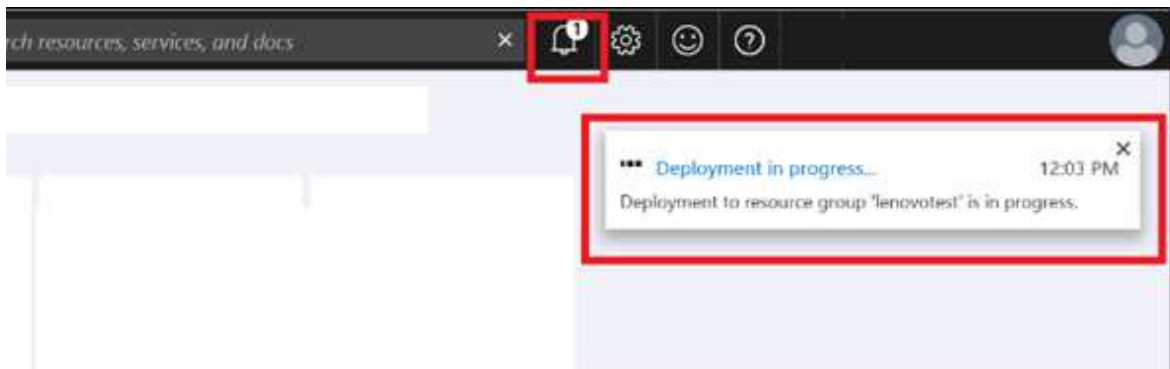 rch resources, services, and docs
1
Deployment in progress...
12:03 PM
Deployment to resource group 'lenovotest' is in progress.